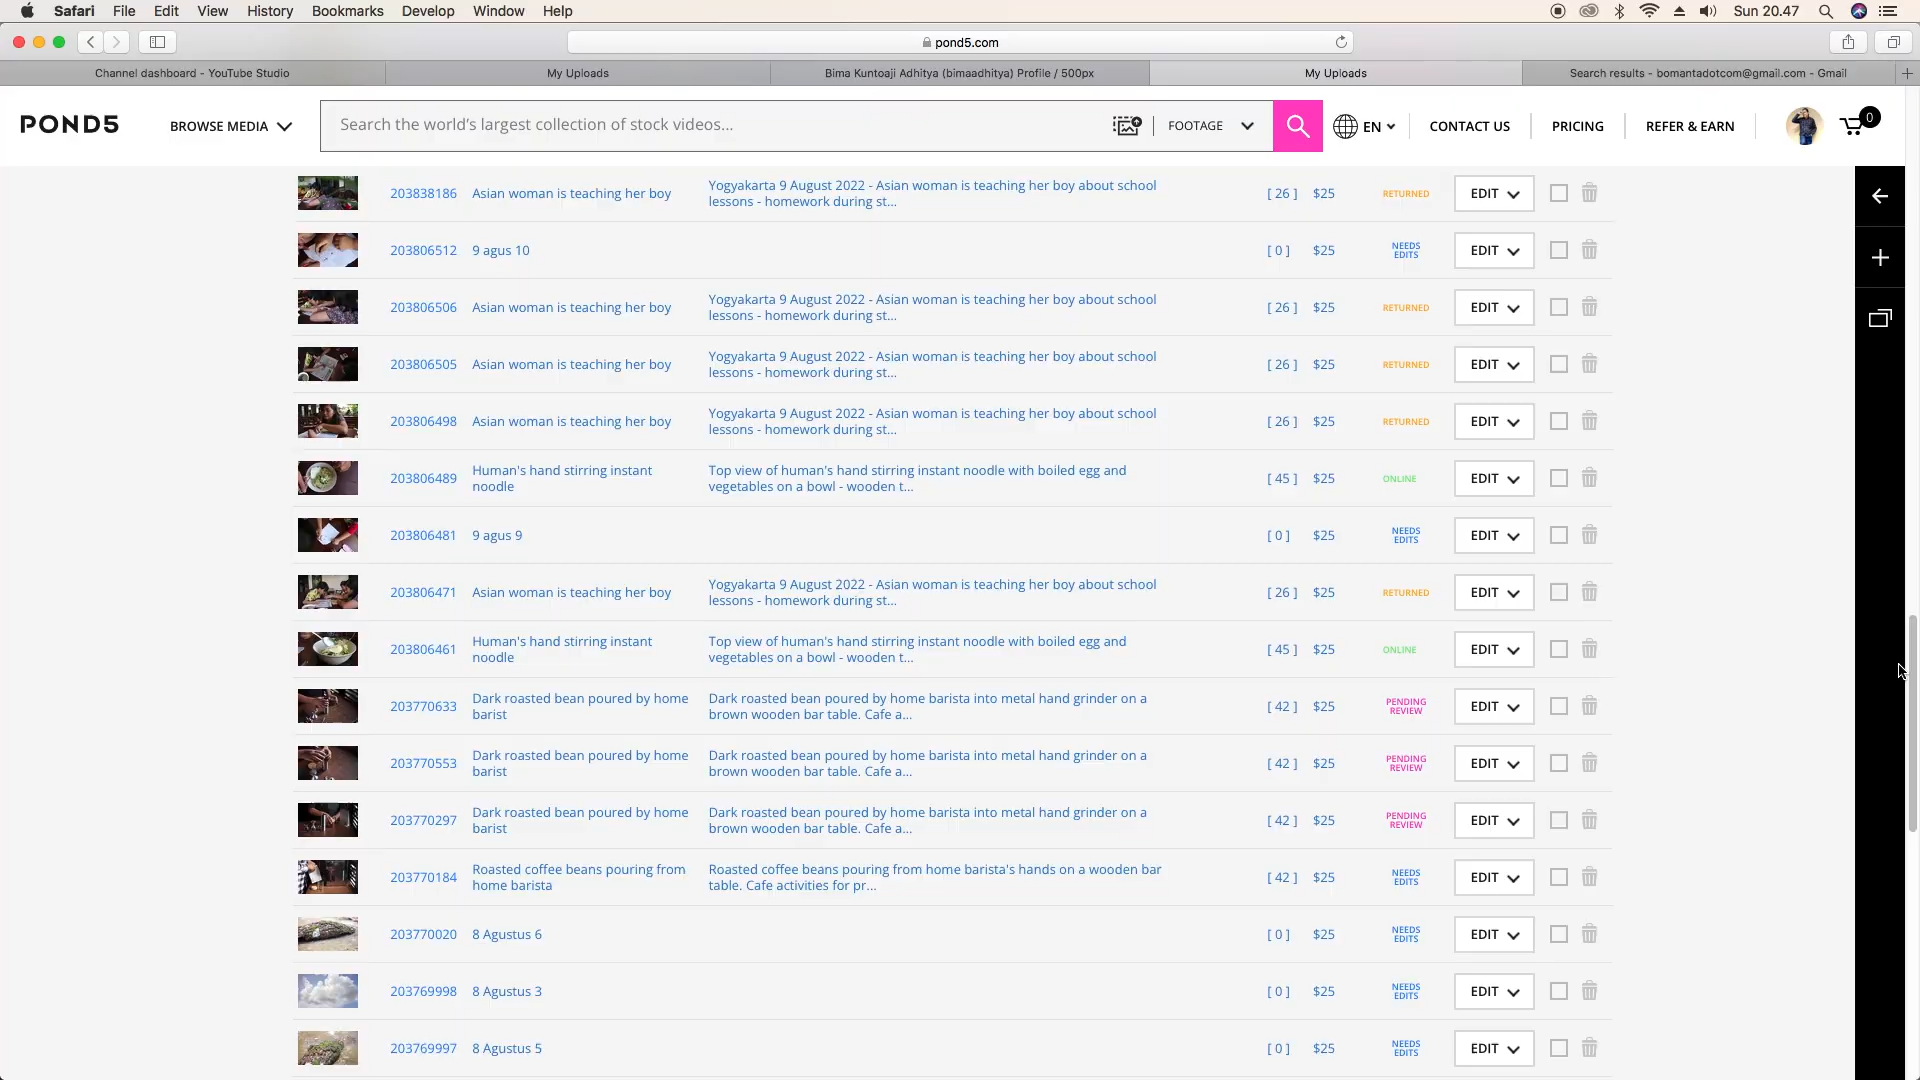 Safari File Edit View History Bookmarks Develop Window Help Sun 20.47
pond5.com
Channel dashboard - YouTube Studio My Uploads Bima Kuntoaji Adhitya (bimaadhitya) Profile / 500px My Uploads Search results - bomantadotcom@gmail.com - Gmail
POND5 BROWSE MEDIA Search the world's largest collection of stock videos... FOOTAGE EN CONTACT US PRICING REFER & EARN 0
203838186 Asian woman is teaching her boy Yogyakarta 9 August 2022 - Asian woman is teaching her boy about school [ 26 ] $25 RETURNED EDIT
lessons - homework during st...
203806512 9 agus 10 [ 0 ] $25 NEEDS EDIT
EDITS
203806506 Asian woman is teaching her boy Yogyakarta 9 August 2022 - Asian woman is teaching her boy about school [ 26 ] $25 RETURNED EDIT
lessons - homework during st...
203806505 Asian woman is teaching her boy Yogyakarta 9 August 2022 - Asian woman is teaching her boy about school [ 26 ] $25 RETURNED EDIT
lessons - homework during st...
203806498 Asian woman is teaching her boy Yogyakarta 9 August 2022 - Asian woman is teaching her boy about school [ 26 ] $25 RETURNED EDIT
lessons - homework during st...
203806489 Human's hand stirring instant Top view of human's hand stirring instant noodle with boiled egg and [ 45 ] $25 ONLINE EDIT
noodle vegetables on a bowl - wooden t...
203806481 9 agus 9 [ 0 ] $25 NEEDS EDIT
EDITS
203806471 Asian woman is teaching her boy Yogyakarta 9 August 2022 - Asian woman is teaching her boy about school [ 26 ] $25 RETURNED EDIT
lessons - homework during st...
203806461 Human's hand stirring instant Top view of human's hand stirring instant noodle with boiled egg and [ 45 ] $25 ONLINE EDIT
noodle vegetables on a bowl - wooden t...
203770633 Dark roasted bean poured by home Dark roasted bean poured by home barista into metal hand grinder on a [ 42 ] $25 PENDING EDIT
barist brown wooden bar table. Cafe a... REVIEW
203770553 Dark roasted bean poured by home Dark roasted bean poured by home barista into metal hand grinder on a [ 42 ] $25 PENDING EDIT
barist brown wooden bar table. Cafe a... REVIEW
203770297 Dark roasted bean poured by home Dark roasted bean poured by home barista into metal hand grinder on a [ 42 ] $25 PENDING EDIT
barist brown wooden bar table. Cafe a... REVIEW
203770184 Roasted coffee beans pouring from Roasted coffee beans pouring from home barista's hands on a wooden bar [ 42 ] $25 NEEDS EDIT
home barista table. Cafe activities for pr... EDITS
203770020 8 Agustus 6 [ 0 ] $25 NEEDS EDIT
EDITS
203769998 8 Agustus 3 [ 0 ] $25 NEEDS EDIT
EDITS
203769997 8 Agustus 5 [ 0 ] $25 NEEDS EDIT
EDITS